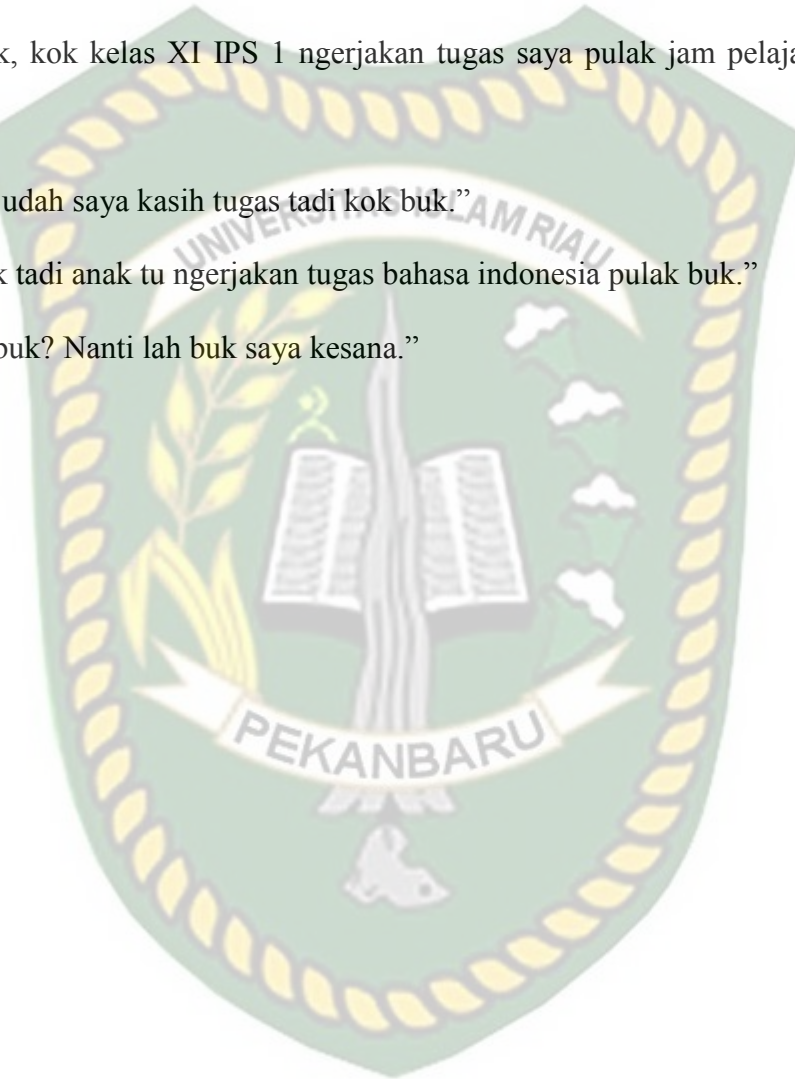 k, kok kelas XI IPS 1 ngerjakan tugas saya pulak jam pelaja
udah saya kasih tugas tadi kok buk.”
UNIVERSITAS ISLAM RIAU
k tadi anak tu ngerjakan tugas bahasa indonesia pulak buk.”
buk? Nanti lah buk saya kesana.”
PEKANBARU